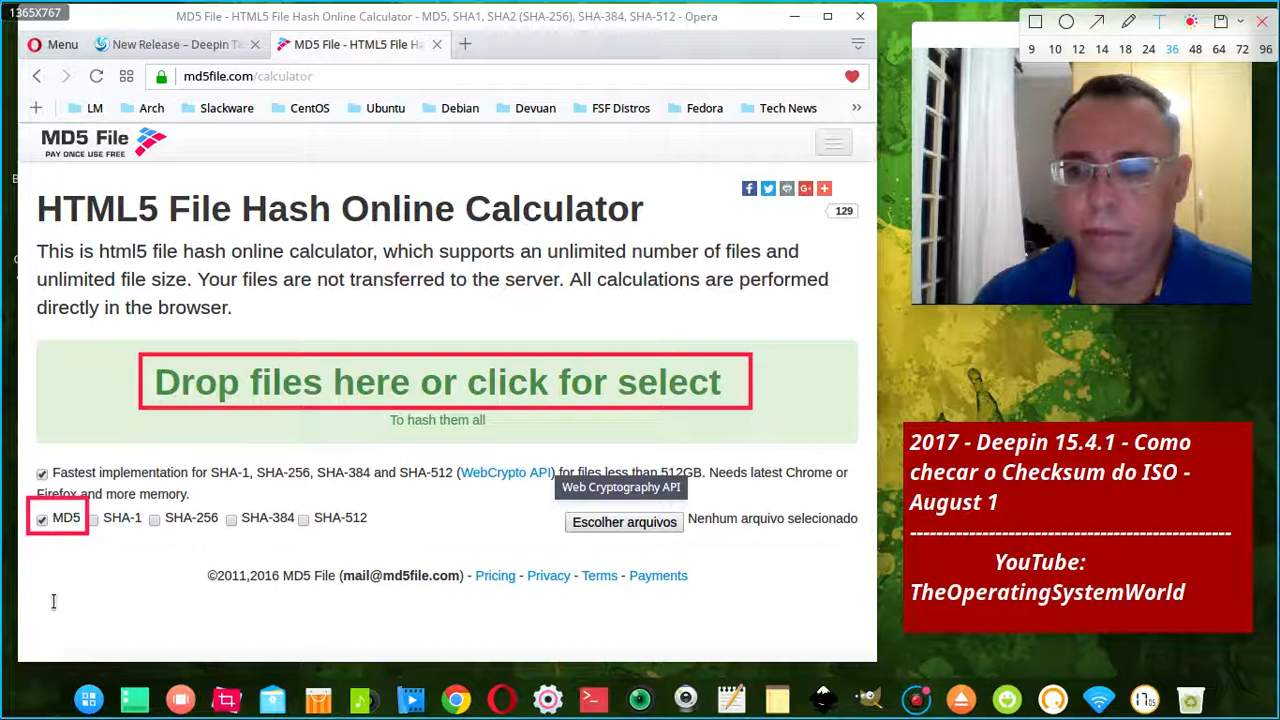 1365X767
MD5 File - HTML5 File Hash Online Calculator - MD5, SHA1, SHA2 (SHA-256), SHA-384, SHA-512 - Opera
9 10 12 14 18 24 36 48 64 72 96
Menu
New Release – Deepin Te
MD5 File - HTML5 File Ha
md5file.com/calculator
LM Arch Slackware CentOS Ubuntu Debian Devuan FSF DIstros Fedora Tech News
MD5 File
PAY ONCE USE FREE
HTML5 File Hash Online Calculator
129
This is html5 file hash online calculator, which supports an unlimited number of files and
unlimited file size. Your files are not transferred to the server. All calculations are performed
directly in the browser.
Drop files here or click for select
To hash them all
Fastest implementation for SHA-1, SHA-256, SHA-384 and SHA-512 (WebCrypto API) for files less than 512GB. Needs latest Chrome or
Firefox and more memory.
Web Cryptography API
MD5 SHA-1 SHA-256 SHA-384 SHA-512
Escolher arquivos Nenhum arquivo selecionado
©2011,2016 MD5 File (mail@md5file.com) - Pricing - Privacy - Terms - Payments
2017 - Deepin 15.4.1 - Como
checar o Checksum do ISO -
August 1
------------------------------------------------
YouTube:
TheOperatingSystemWorld
17 05